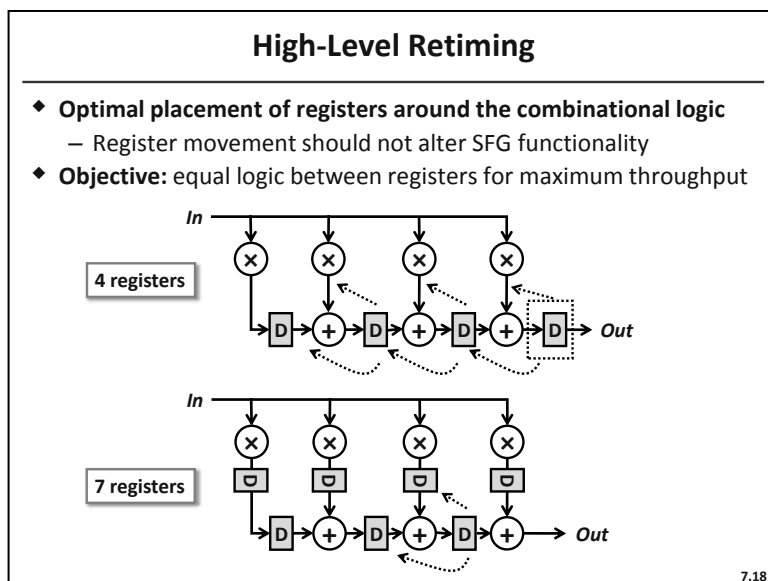 High-Level Retiming
◆ Optimal placement of registers around the combinational logic
– Register movement should not alter SFG functionality
◆ Objective: equal logic between registers for maximum throughput
In
× × × ×
4 registers
D + D + D + D Out
In
× × × ×
7 registers
D D D D
D + D + D + Out
7.18